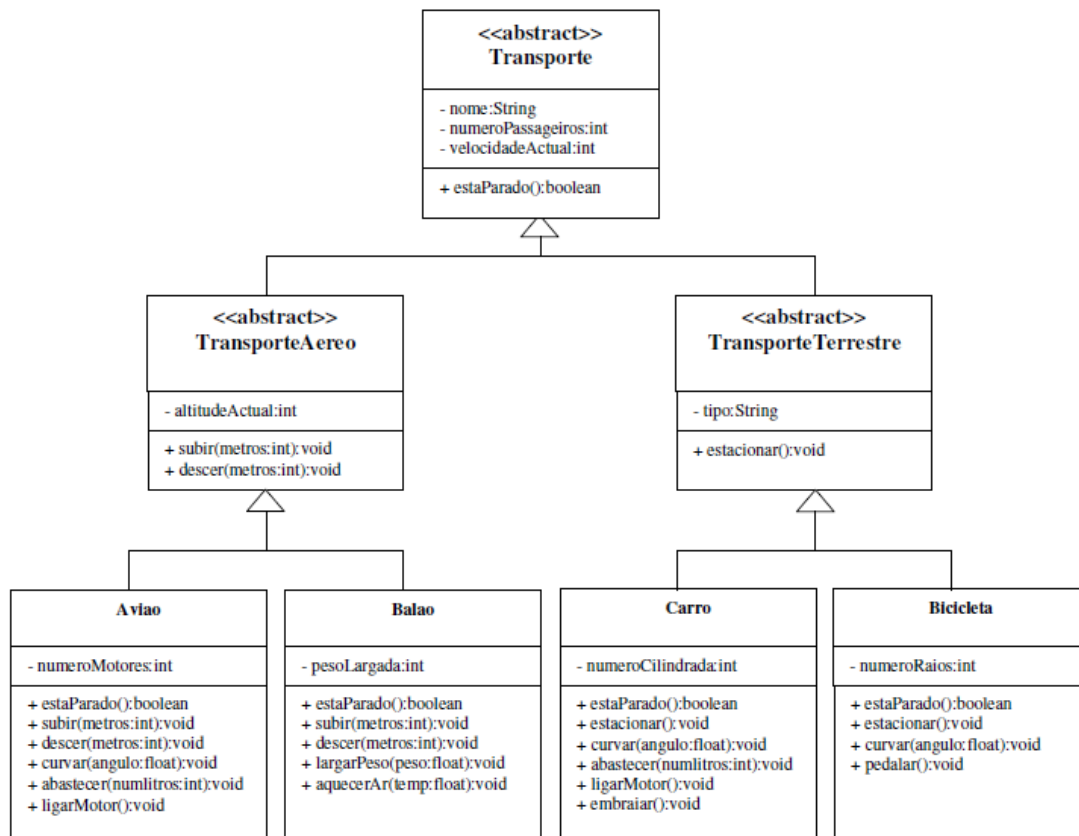 <<abstract>>
Transporte
- nome:String
- numeroPassageiros:int
- velocidadeActual:int
+ estaParado():boolean
<<abstract>>
TransporteAereo
- altitudeActual:int
+ subir(metros:int):void
+ descer(metros:int):void
<<abstract>>
TransporteTerrestre
- tipo:String
+ estacionar():void
Aviao
- numeroMotores:int
+ estaParado():boolean
+ subir(metros:int):void
+ descer(metros:int):void
+ curvar(angulo:float):void
+ abastecer(numlitros:int):void
+ ligarMotor():void
Balao
- pesoLargada:int
+ estaParado():boolean
+ subir(metros:int):void
+ descer(metros:int):void
+ largarPeso(peso:float):void
+ aquecerAr(temp:float):void
Carro
- numeroCilindrada:int
+ estaParado():boolean
+ estacionar():void
+ curvar(angulo:float):void
+ abastecer(numlitros:int):void
+ ligarMotor():void
+ embraiar():void
Bicicleta
- numeroRaios:int
+ estaParado():boolean
+ estacionar():void
+ curvar(angulo:float):void
+ pedalar():void